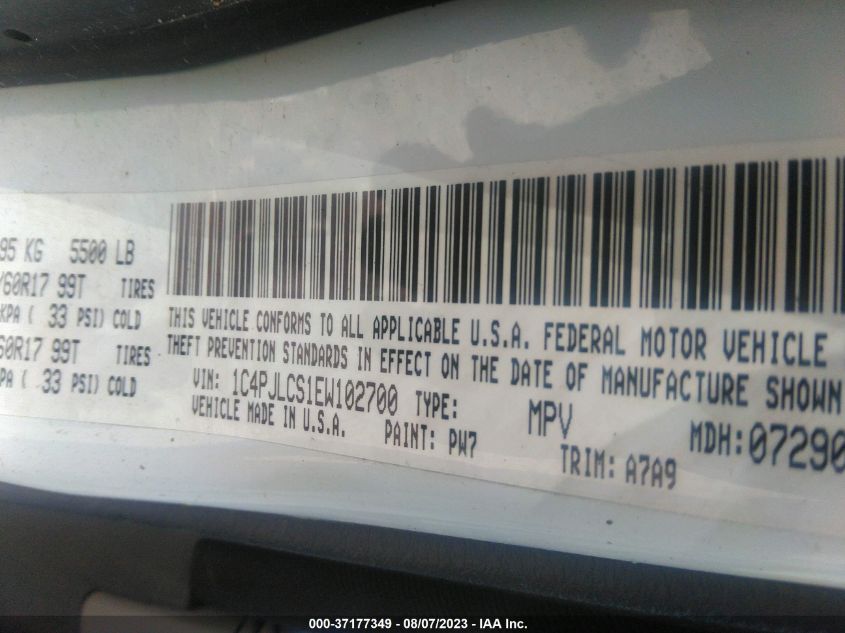 95 KG 5500 LB
/60R17 99T TIRES
KPA ( 33 PSI) COLD
60R17 99T TIRES
PA ( 33 PSI) COLD
THIS VEHICLE CONFORMS TO ALL APPLICABLE U.S.A. FEDERAL MOTOR VEHICLE
THEFT PREVENTION STANDARDS IN EFFECT ON THE DATE OF MANUFACTURE SHOWN
VIN: 1C4PJLCS1EW102700 TYPE: MPV MDH:07290
VEHICLE MADE IN U.S.A. PAINT: PW7 TRIM: A7A9
000-37177349 - 08/07/2023 - IAA Inc.